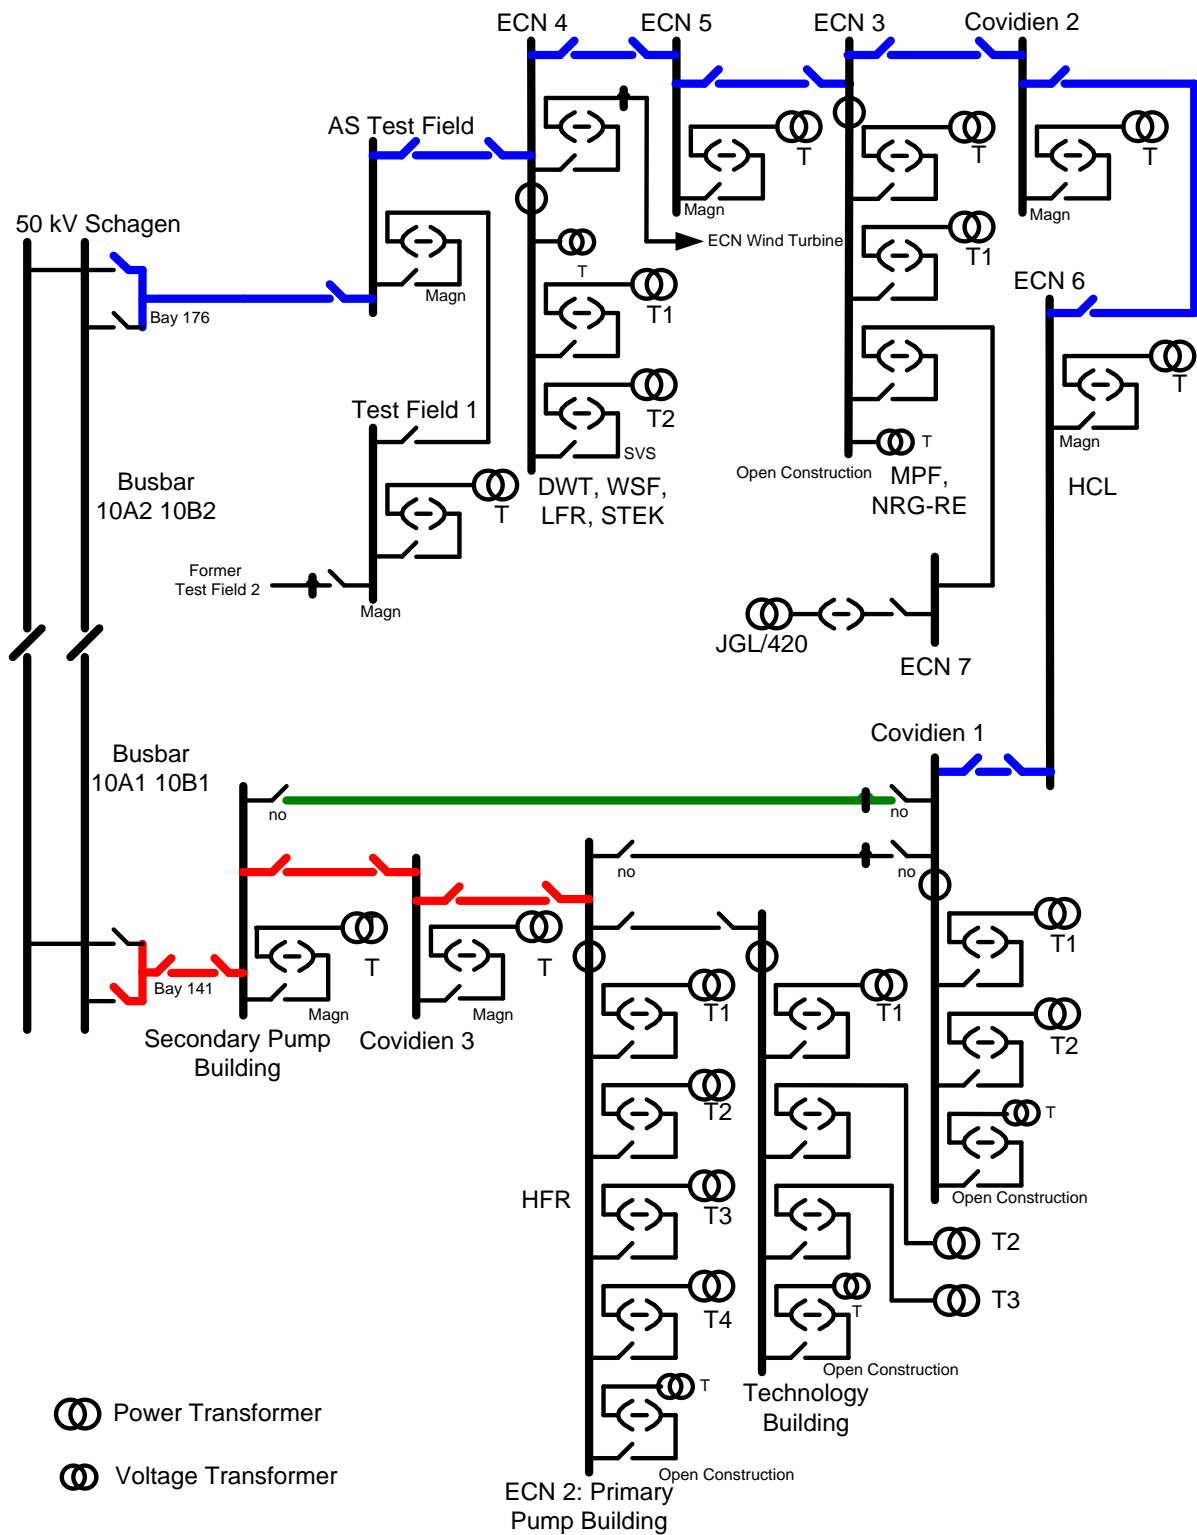 ECN 4
ECN 5
ECN 3
Covidien 2
AS Test Field
T
T
T
Magn
Magn
50 kV Schagen
ECN Wind Turbine
T1
T
ECN 6
Magn
T1
Bay 176
T
Test Field 1
T2
Magn
T
SVS
Open Construction
MPF,
NRG-RE
HCL
Busbar
10A2 10B2
T
DWT, WSF,
LFR, STEK
Former
Test Field 2
Magn
JGL/420
ECN 7
Covidien 1
Busbar
10A1 10B1
no
no
no
no
T1
T
T
Bay 141
Magn
Magn
T1
T1
Secondary Pump
Building
Covidien 3
T2
T2
T
HFR
T3
Open Construction
T2
T3
T4
T
Open Construction
Technology
Building
T
Open Construction
ECN 2: Primary
Pump Building
Power Transformer
Voltage Transformer